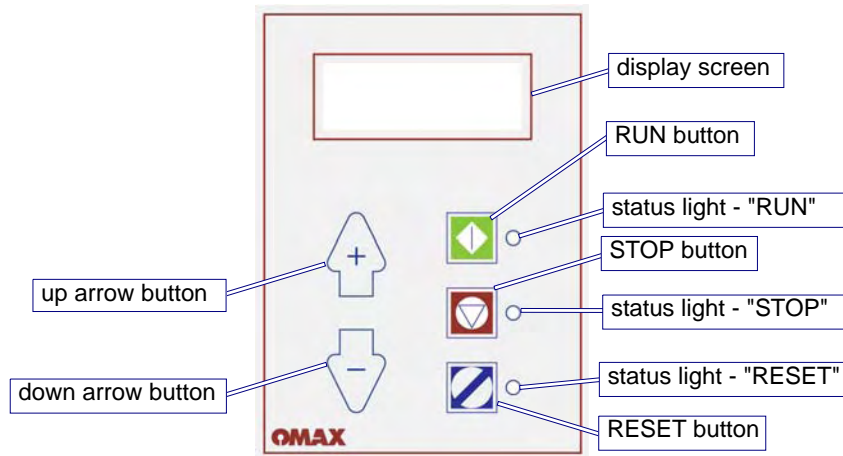 display screen
RUN button
status light - "RUN"
STOP button
+
up arrow button
status light - "STOP"
down arrow button
−
status light - "RESET"
RESET button
OMAX